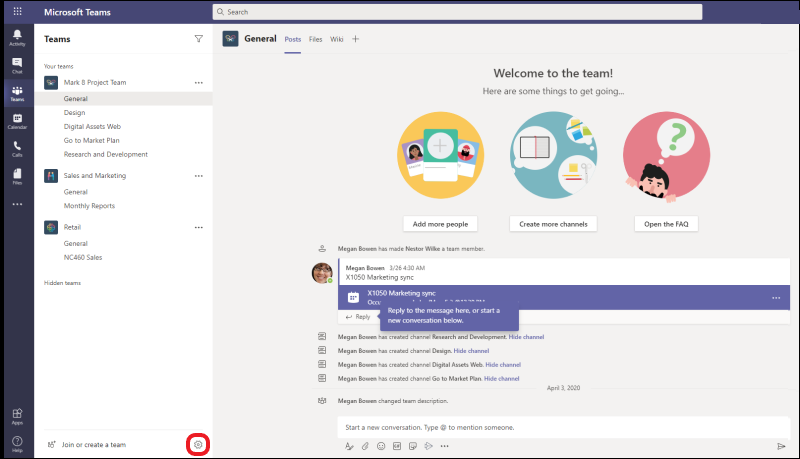 Microsoft Teams
Search
Activity
Chat
Teams
Calendar
Calls
Files
Apps
Help
Teams
Your teams
Mark 8 Project Team
General
Design
Digital Assets Web
Go to Market Plan
Research and Development
Sales and Marketing
General
Monthly Reports
Retail
General
NC460 Sales
Hidden teams
Join or create a team
General Posts Files Wiki
Welcome to the team!
Here are some things to get going...
Add more people
Create more channels
Open the FAQ
Megan Bowen has made Nestor Wilke a team member.
Megan Bowen 3/26 4:30 AM
X1050 Marketing sync
X1050 Marketing sync
Reply
Reply to the message here, or start a
new conversation below.
Megan Bowen has created channel Research and Development. Hide channel
Megan Bowen has created channel Design. Hide channel
Megan Bowen has created channel Digital Assets Web. Hide channel
Megan Bowen has created channel Go to Market Plan. Hide channel
April 3, 2020
Megan Bowen changed team description.
Start a new conversation. Type @ to mention someone.